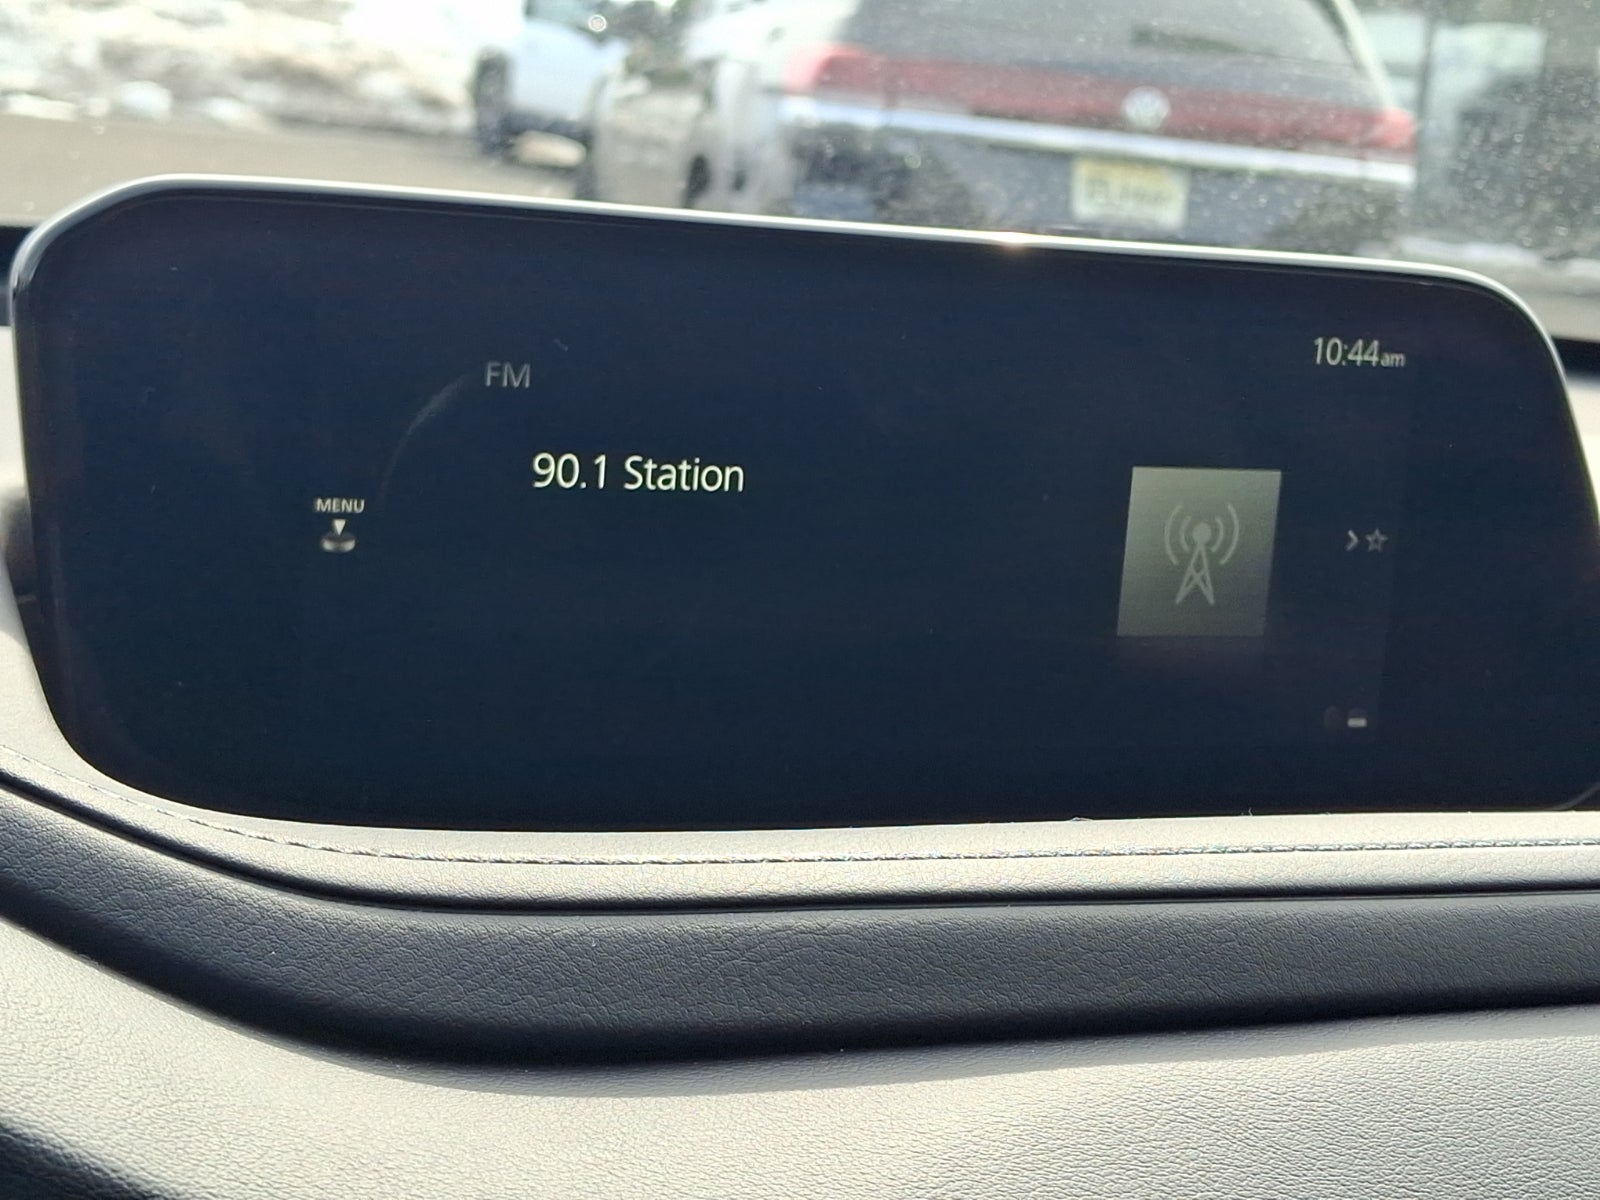 10:44am
FM
90.1 Station
MENU